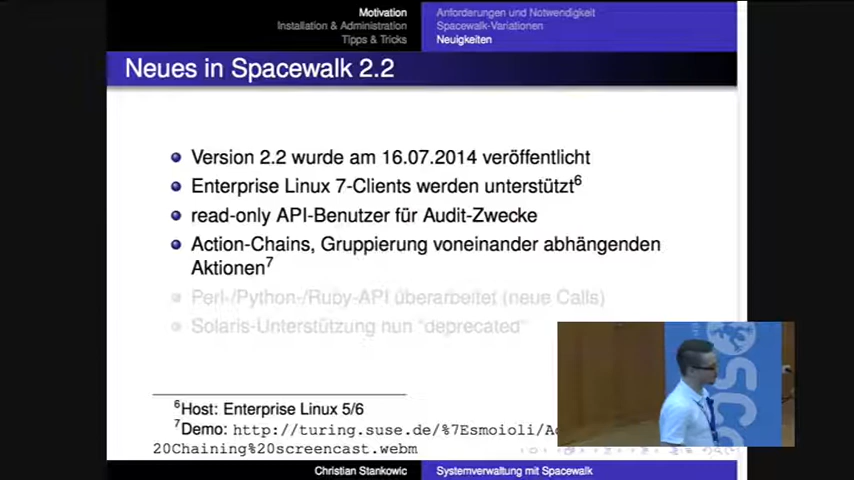 Motivation
Installation & Administration
Tipps & Tricks
Anforderungen und Notwendigkeit
Spacewalk-Variationen
Neuigkeiten
Neues in Spacewalk 2.2
Version 2.2 wurde am 16.07.2014 veröffentlicht
Enterprise Linux 7-Clients werden unterstützt⁶
read-only API-Benutzer für Audit-Zwecke
Action-Chains, Gruppierung voneinander abhängenden
Aktionen⁷
Perl-/Python-/Ruby-API überarbeitet (neue Calls)
Solaris-Unterstützung nun "deprecated"
⁶Host: Enterprise Linux 5/6
⁷Demo: http://turing.suse.de/%7Esmoioli/Ac
20Chaining%20screencast.webm
Christian Stankowic
Systemverwaltung mit Spacewalk